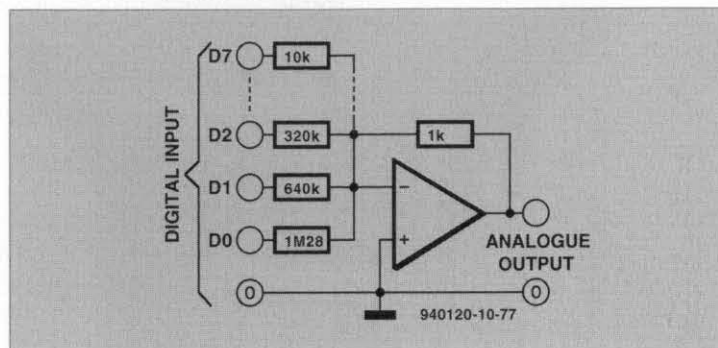 D7 10k
D2 320k 1k
D1 640k
D0 1M28
DIGITAL INPUT
−
+
ANALOGUE
OUTPUT
0 0
940120-10-77